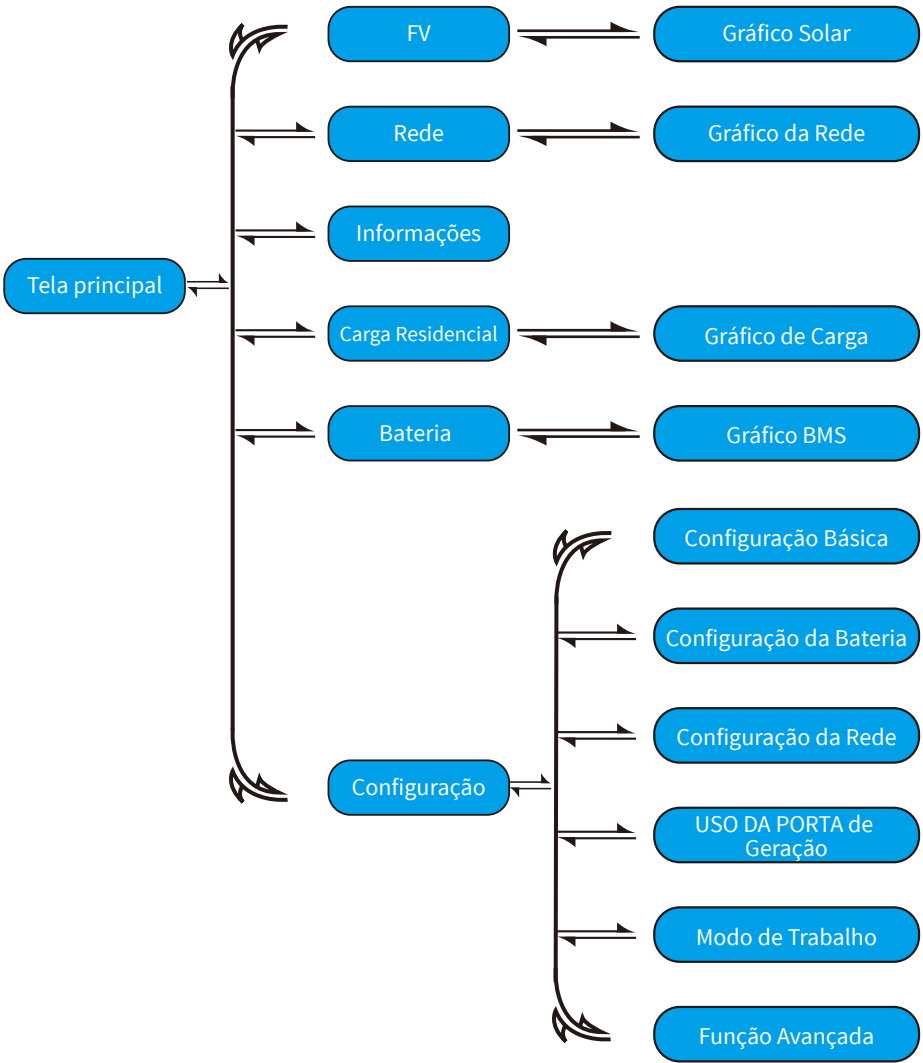 FV
Gráfico Solar
Rede
Gráfico da Rede
Informações
Tela principal
Carga Residencial
Gráfico de Carga
Bateria
Gráfico BMS
Configuração Básica
Configuração da Bateria
Configuração da Rede
Configuração
USO DA PORTA de
Geração
Modo de Trabalho
Função Avançada